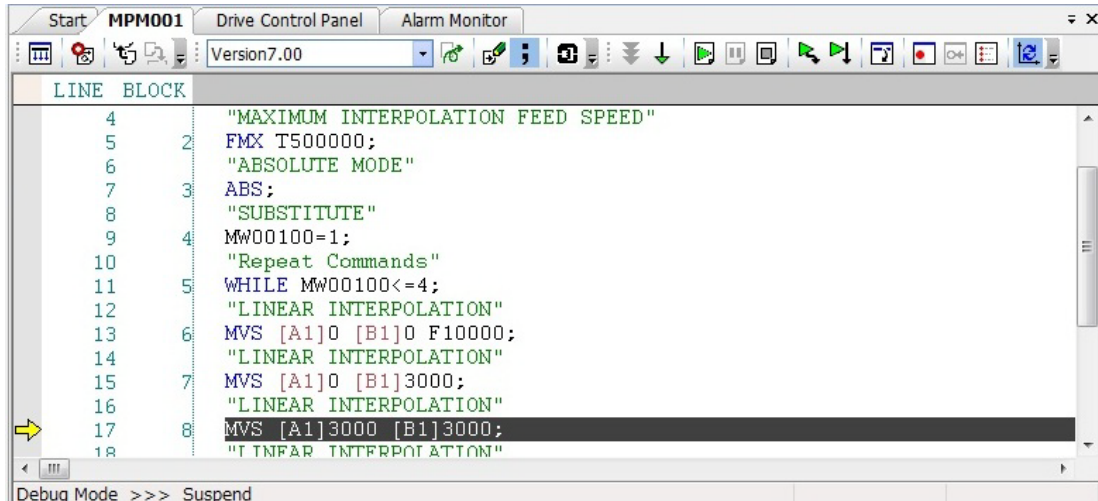 Start MPM001 Drive Control Panel Alarm Monitor
Version7.00
LINE BLOCK
4 "MAXIMUM INTERPOLATION FEED SPEED"
5 2 FMX T500000;
6 "ABSOLUTE MODE"
7 3 ABS;
8 "SUBSTITUTE"
9 4 MW00100=1;
10 "Repeat Commands"
11 5 WHILE MW00100<=4;
12 "LINEAR INTERPOLATION"
13 6 MVS [A1]0 [B1]0 F10000;
14 "LINEAR INTERPOLATION"
15 7 MVS [A1]0 [B1]3000;
16 "LINEAR INTERPOLATION"
17 8 MVS [A1]3000 [B1]3000;
18 "LINEAR INTERPOLATION"
Debug Mode >>> Suspend